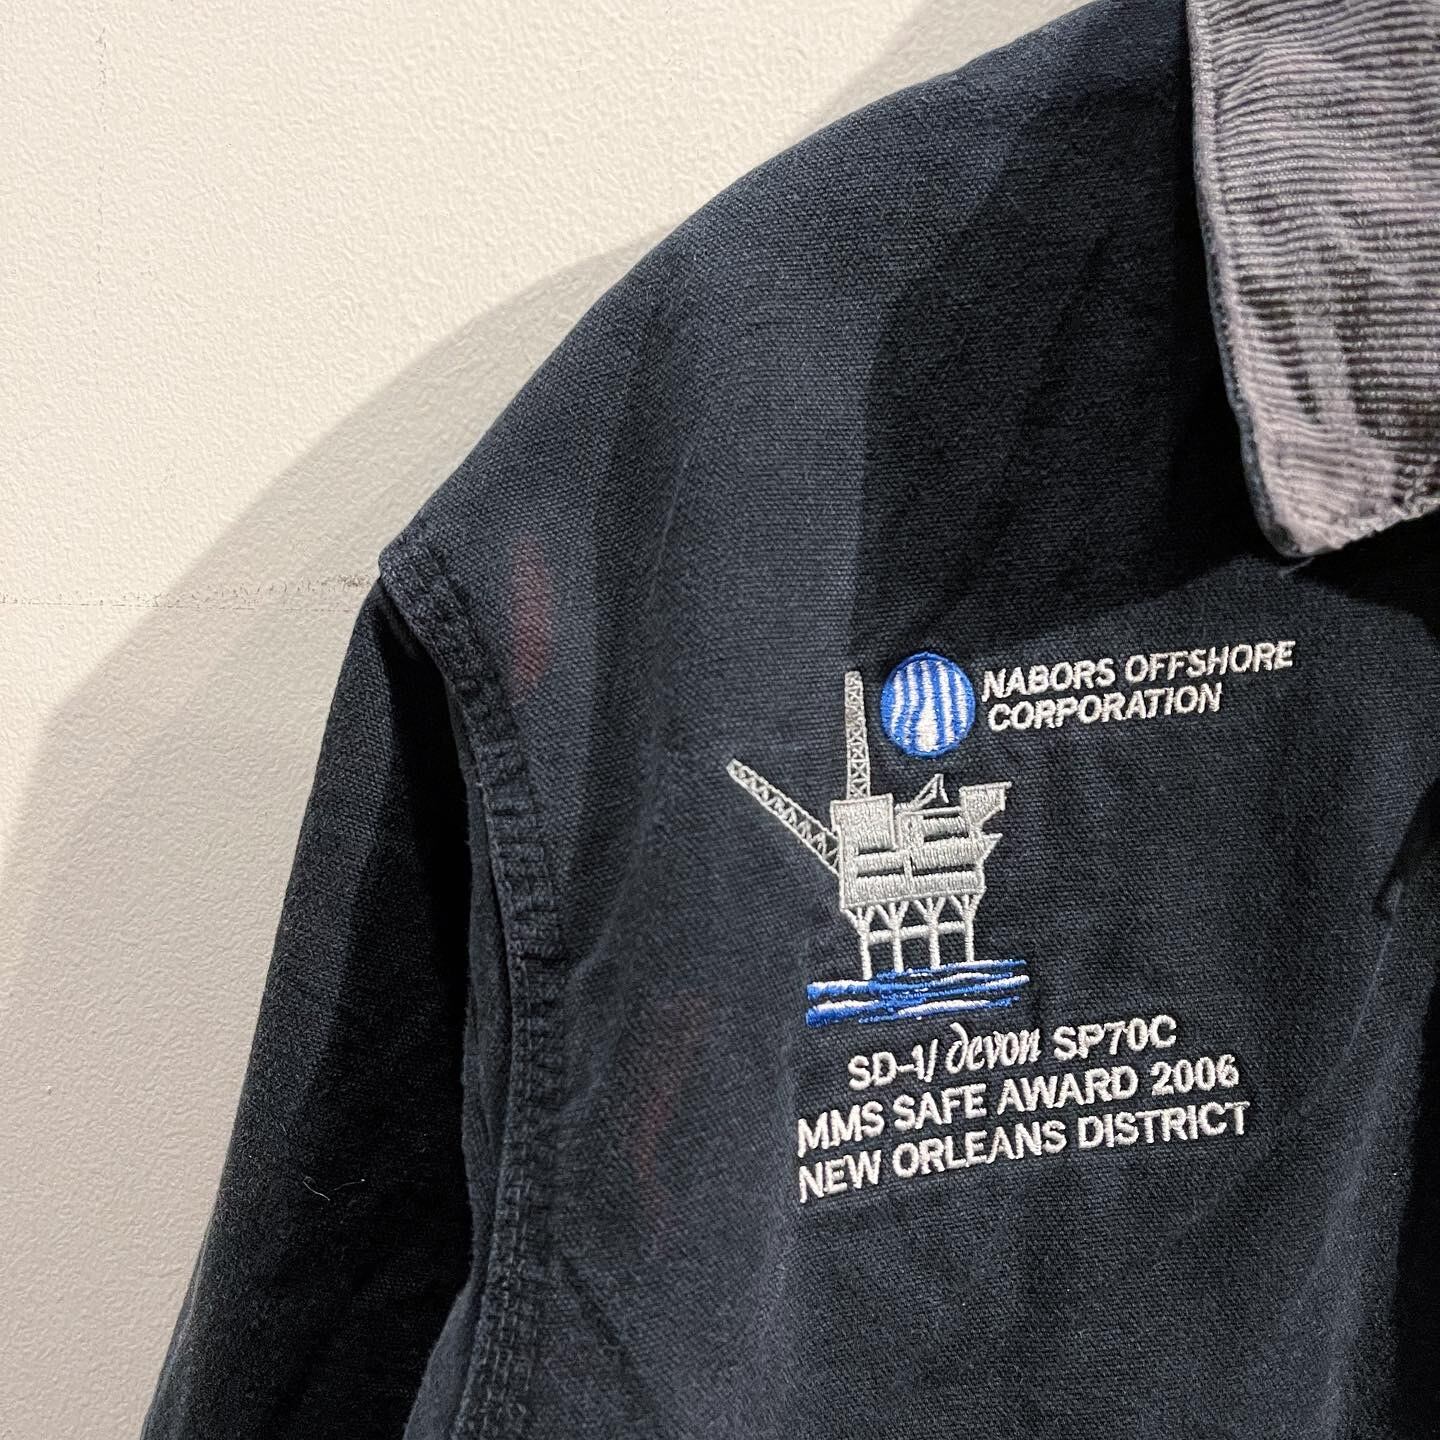 NABORS OFFSHORE
CORPORATION
SD-1/devon SP70C
MMS SAFE AWARD 2006
NEW ORLEANS DISTRICT